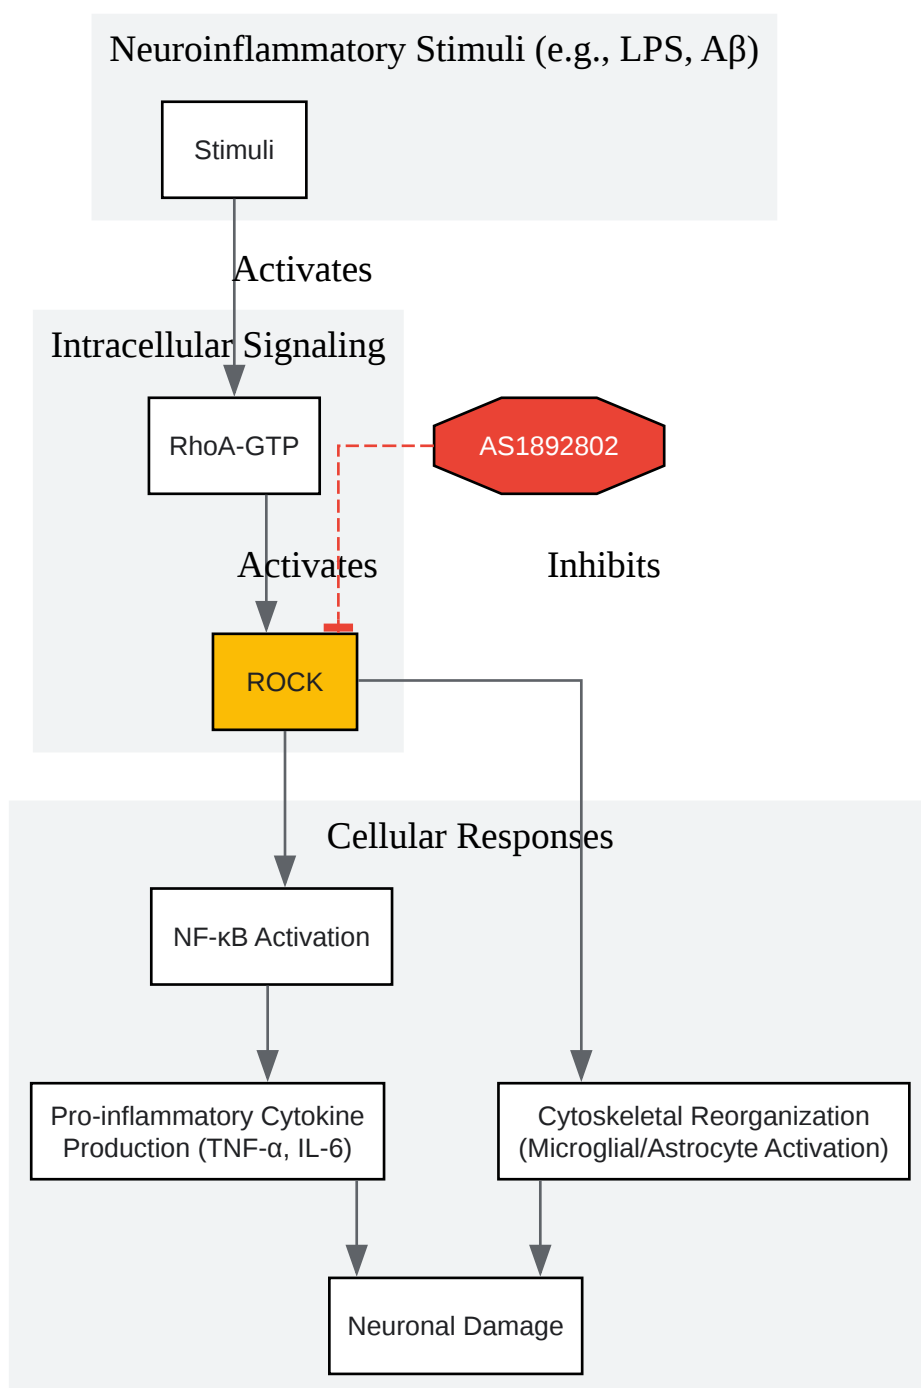 Neuroinflammatory Stimuli (e.g., LPS, Aβ)
Stimuli
Activates
Intracellular Signaling
RhoA-GTP
AS1892802
Activates
Inhibits
ROCK
Cellular Responses
NF-κB Activation
Pro-inflammatory Cytokine
Production (TNF-α, IL-6)
Cytoskeletal Reorganization
(Microglial/Astrocyte Activation)
Neuronal Damage